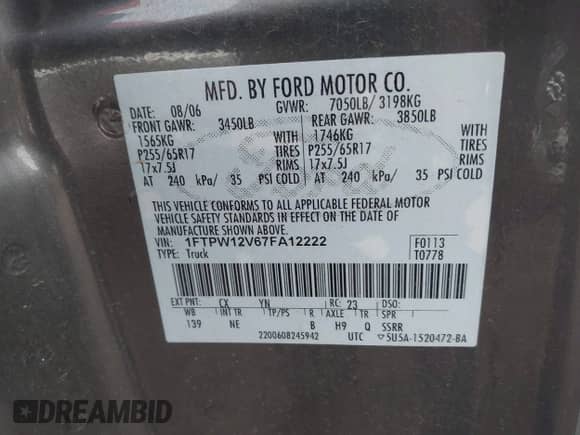 MFD. BY FORD MOTOR CO.
DATE: 08/06 GVWR: 7050LB/ 3198KG
FRONT GAWR: 3450LB REAR GAWR: 3850LB
1565KG WITH 1746KG WITH
P255/65R17 TIRES P255/65R17 TIRES
17x7.5J RIMS 17x7.5J RIMS
AT 240 kPa/ 35 PSI COLD AT 240 kPa/ 35 PSI COLD
THIS VEHICLE CONFORMS TO ALL APPLICABLE FEDERAL MOTOR
VEHICLE SAFETY STANDARDS IN EFFECT ON THE DATE OF
MANUFACTURE SHOWN ABOVE.
VIN: 1FTPW12V67FA12222 F0113
TYPE: Truck T0778
EXT PNT: CX YN RC: 23 DSO:
WB INT TR TP/PS R AXLE TR SPR
139 NE B H9 Q SSRR
2200608245942 UTC ▽5U5A-1520472-BA
DREAMBID